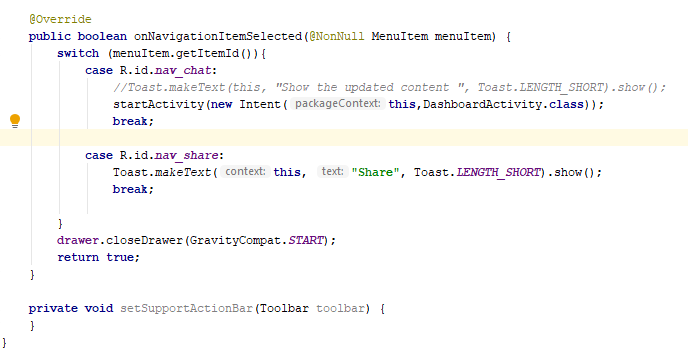 @Override
public boolean onNavigationItemSelected(@NonNull MenuItem menuItem) {
switch (menuItem.getItemId()){
case R.id.nav_chat:
//Toast.makeText(this, "Show the updated content ", Toast.LENGTH_SHORT).show();
startActivity(new Intent( packageContext: this,DashboardActivity.class));
break;
case R.id.nav_share:
Toast.makeText( context: this, text: "Share", Toast.LENGTH_SHORT).show();
break;
}
drawer.closeDrawer(GravityCompat.START);
return true;
}
private void setSupportActionBar(Toolbar toolbar) {
}
}